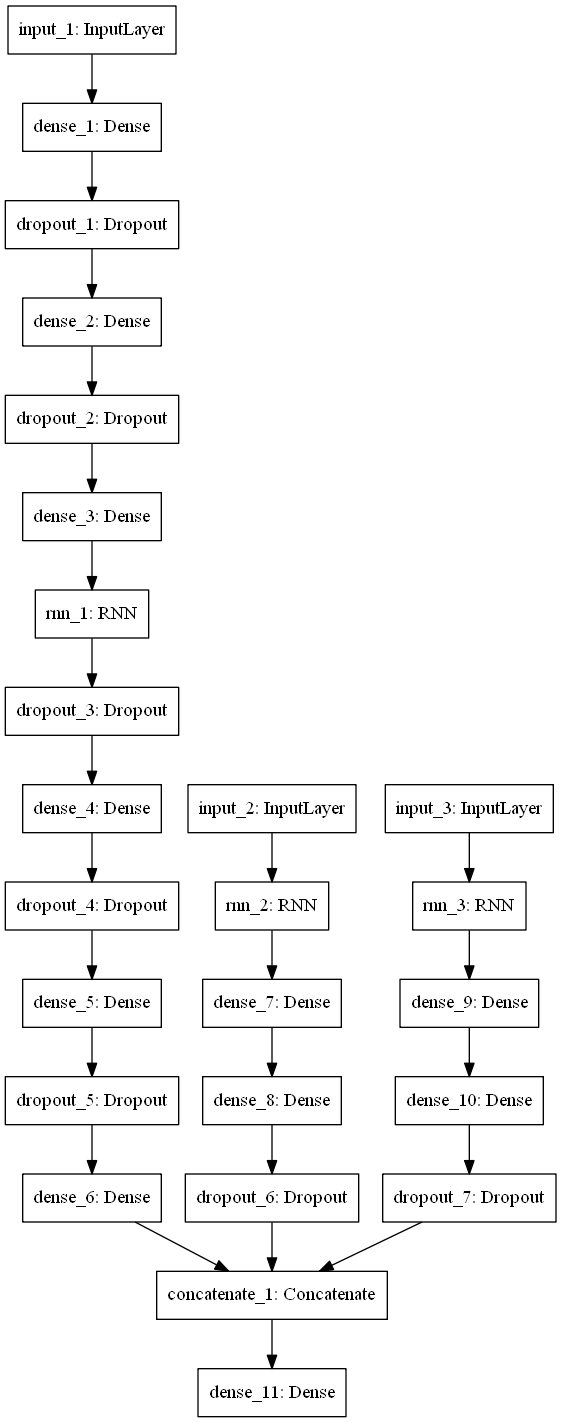 input_1: InputLayer
dense_1: Dense
dropout_1: Dropout
dense_2: Dense
dropout_2: Dropout
dense_3: Dense
rnn_1: RNN
dropout_3: Dropout
dense_4: Dense
input_2: InputLayer
input_3: InputLayer
dropout_4: Dropout
rnn_2: RNN
rnn_3: RNN
dense_5: Dense
dense_7: Dense
dense_9: Dense
dropout_5: Dropout
dense_8: Dense
dense_10: Dense
dense_6: Dense
dropout_6: Dropout
dropout_7: Dropout
concatenate_1: Concatenate
dense_11: Dense